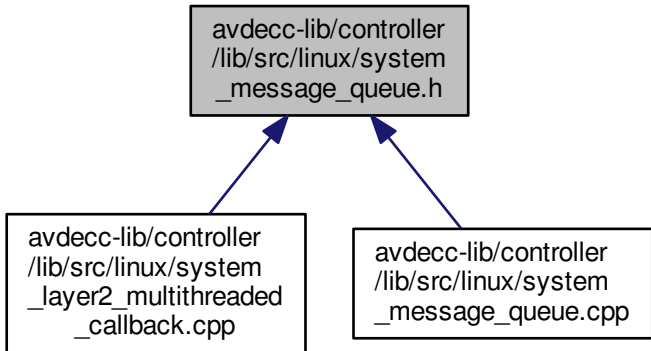 avdecc-lib/controller
/lib/src/linux/system
_message_queue.h
avdecc-lib/controller
/lib/src/linux/system
_layer2_multithreaded
_callback.cpp
avdecc-lib/controller
/lib/src/linux/system
_message_queue.cpp